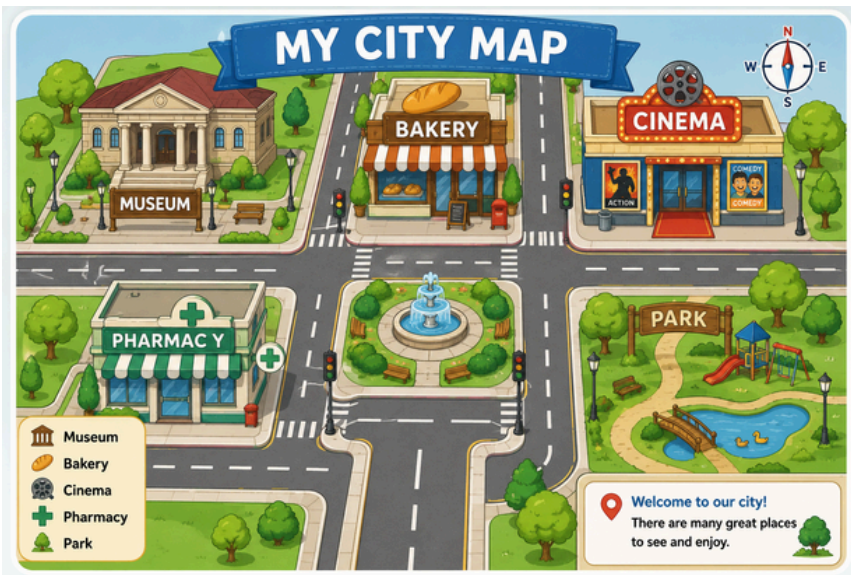 MY CITY MAP
N
W E
S
BAKERY
CINEMA
MUSEUM
ACTION
COMEDY
COMEDY
PHARMAC Y
PARK
Museum
Bakery
Cinema
Pharmacy
Park
Welcome to our city!
There are many great places
to see and enjoy.